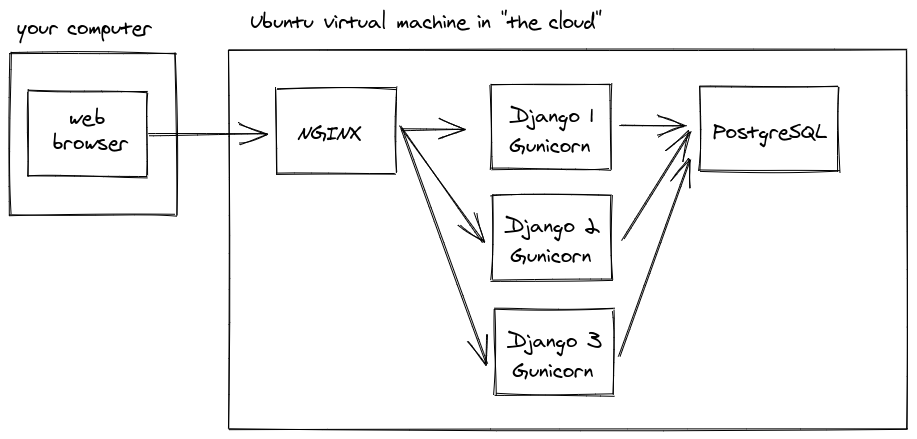 your computer
Ubuntu virtual machine in "the cloud"
web
browser
NGINX
Django 1
Gunicorn
PostgreSQL
Django 2
Gunicorn
Django 3
Gunicorn